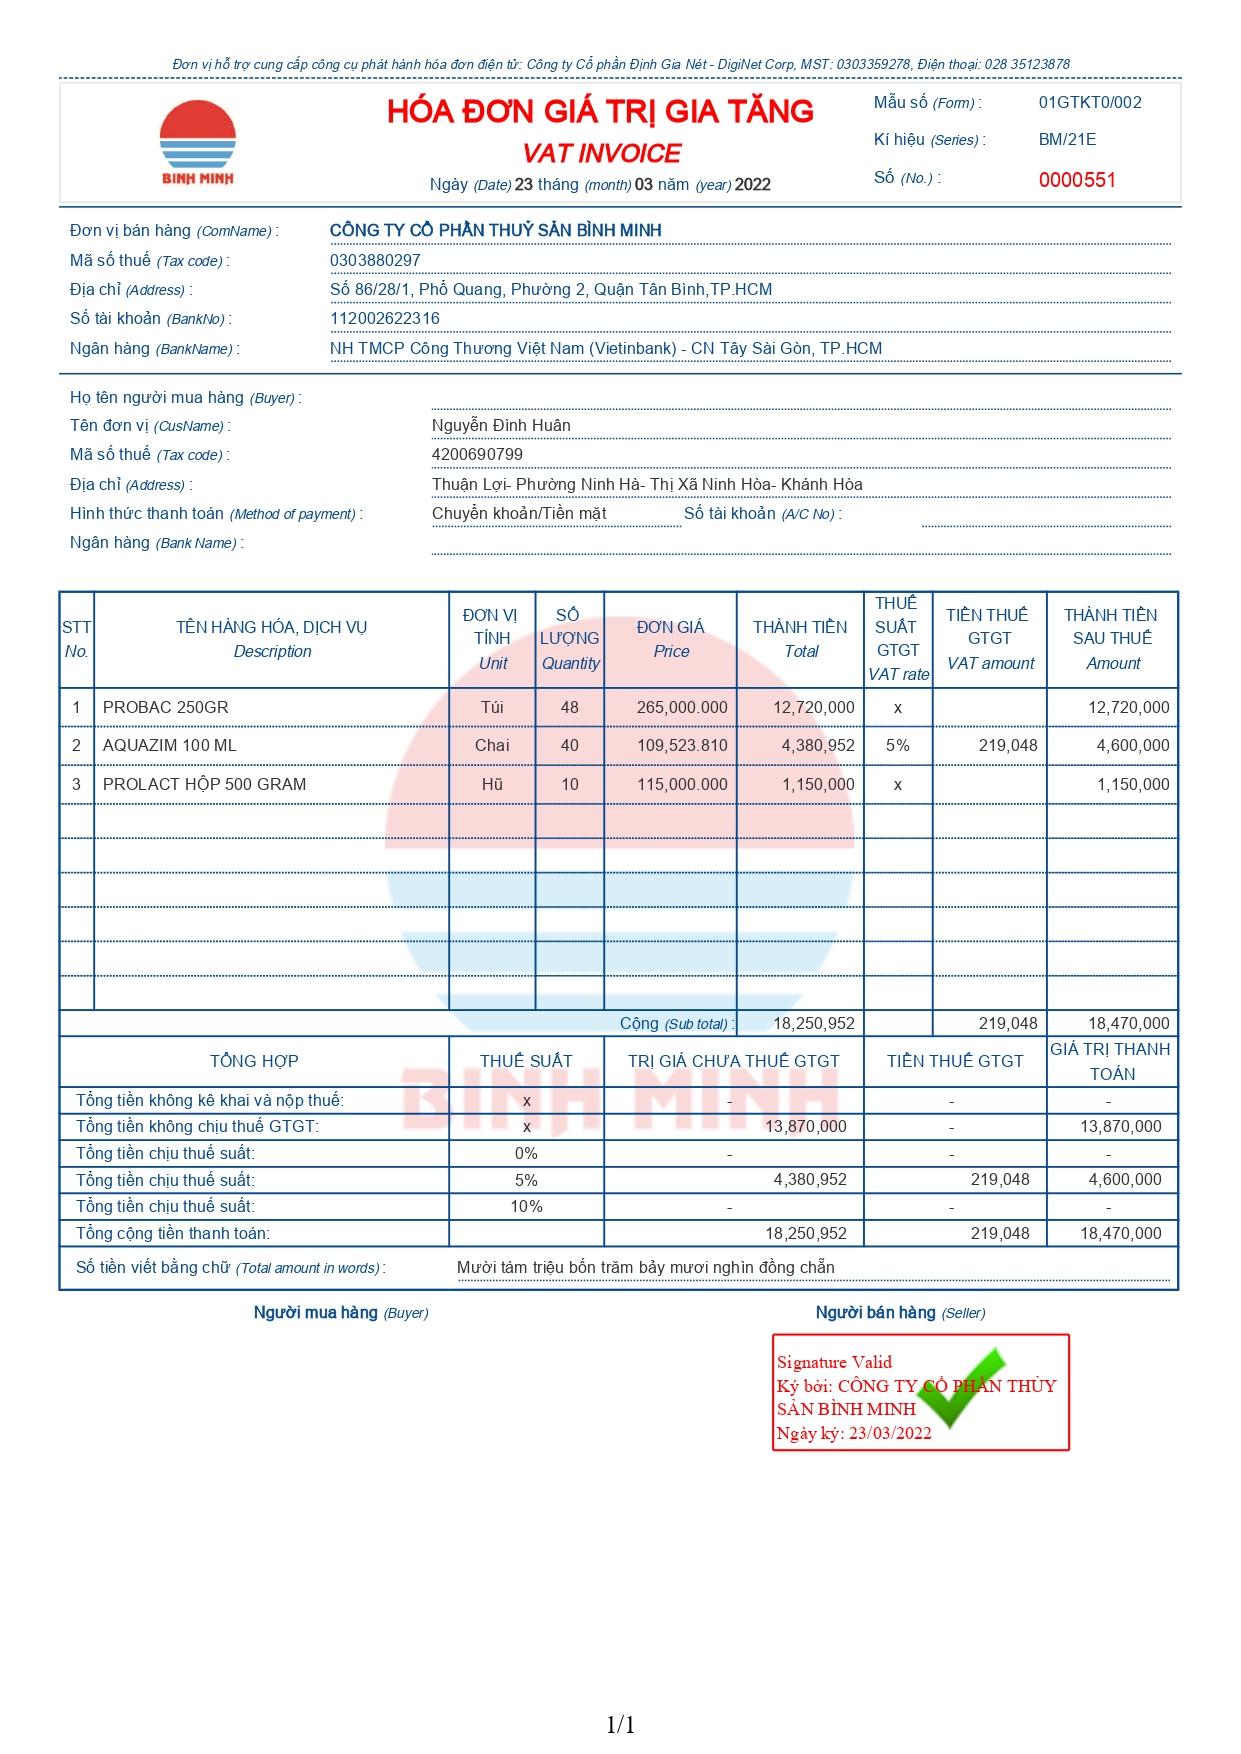 Đơn vị hỗ trợ cung cấp công cụ phát hành hóa đơn điện tử: Công ty Cổ phần Định Gia Nét - DigiNet Corp, MST: 0303359278, Điện thoại: 028 35123878
BINH MINH
HÓA ĐƠN GIÁ TRỊ GIA TĂNG
VAT INVOICE
Ngày (Date) 23 tháng (month) 03 năm (year) 2022
Mẫu số (Form) : 01GTKT0/002
Kí hiệu (Series) : BM/21E
Số (No.) : 0000551
Đơn vị bán hàng (ComName) : CÔNG TY CỔ PHẦN THUỶ SẢN BÌNH MINH
Mã số thuế (Tax code) : 0303880297
Địa chỉ (Address) : Số 86/28/1, Phổ Quang, Phường 2, Quận Tân Bình,TP.HCM
Số tài khoản (BankNo) : 112002622316
Ngân hàng (BankName) : NH TMCP Công Thương Việt Nam (Vietinbank) - CN Tây Sài Gòn, TP.HCM
Họ tên người mua hàng (Buyer) :
Tên đơn vị (CusName) : Nguyễn Đình Huân
Mã số thuế (Tax code) : 4200690799
Địa chỉ (Address) : Thuận Lợi- Phường Ninh Hà- Thị Xã Ninh Hòa- Khánh Hòa
Hình thức thanh toán (Method of payment) : Chuyển khoản/Tiền mặt Số tài khoản (A/C No) :
Ngân hàng (Bank Name) :
STT No. TÊN HÀNG HÓA, DỊCH VỤ Description ĐƠN VỊ TÍNH Unit SỐ LƯỢNG Quantity ĐƠN GIÁ Price THÀNH TIỀN Total THUẾ SUẤT GTGT VAT rate TIỀN THUẾ GTGT VAT amount THÀNH TIỀN SAU THUẾ Amount
1 PROBAC 250GR Túi 48 265,000.000 12,720,000 x 12,720,000
2 AQUAZIM 100 ML Chai 40 109,523.810 4,380,952 5% 219,048 4,600,000
3 PROLACT HỘP 500 GRAM Hũ 10 115,000.000 1,150,000 x 1,150,000
Cộng (Sub total) : 18,250,952 219,048 18,470,000
TỔNG HỢP THUẾ SUẤT TRỊ GIÁ CHƯA THUẾ GTGT TIỀN THUẾ GTGT GIÁ TRỊ THANH TOÁN
BINH MINH
Tổng tiền không kê khai và nộp thuế: x - - -
Tổng tiền không chịu thuế GTGT: x 13,870,000 - 13,870,000
Tổng tiền chịu thuế suất: 0% - - -
Tổng tiền chịu thuế suất: 5% 4,380,952 219,048 4,600,000
Tổng tiền chịu thuế suất: 10% - - -
Tổng cộng tiền thanh toán: 18,250,952 219,048 18,470,000
Số tiền viết bằng chữ (Total amount in words) : Mười tám triệu bốn trăm bảy mươi nghìn đồng chẵn
Người mua hàng (Buyer) Người bán hàng (Seller)
Signature Valid
Ký bởi: CÔNG TY CỔ PHẦN THỦY
SẢN BÌNH MINH
Ngày ký: 23/03/2022
1/1